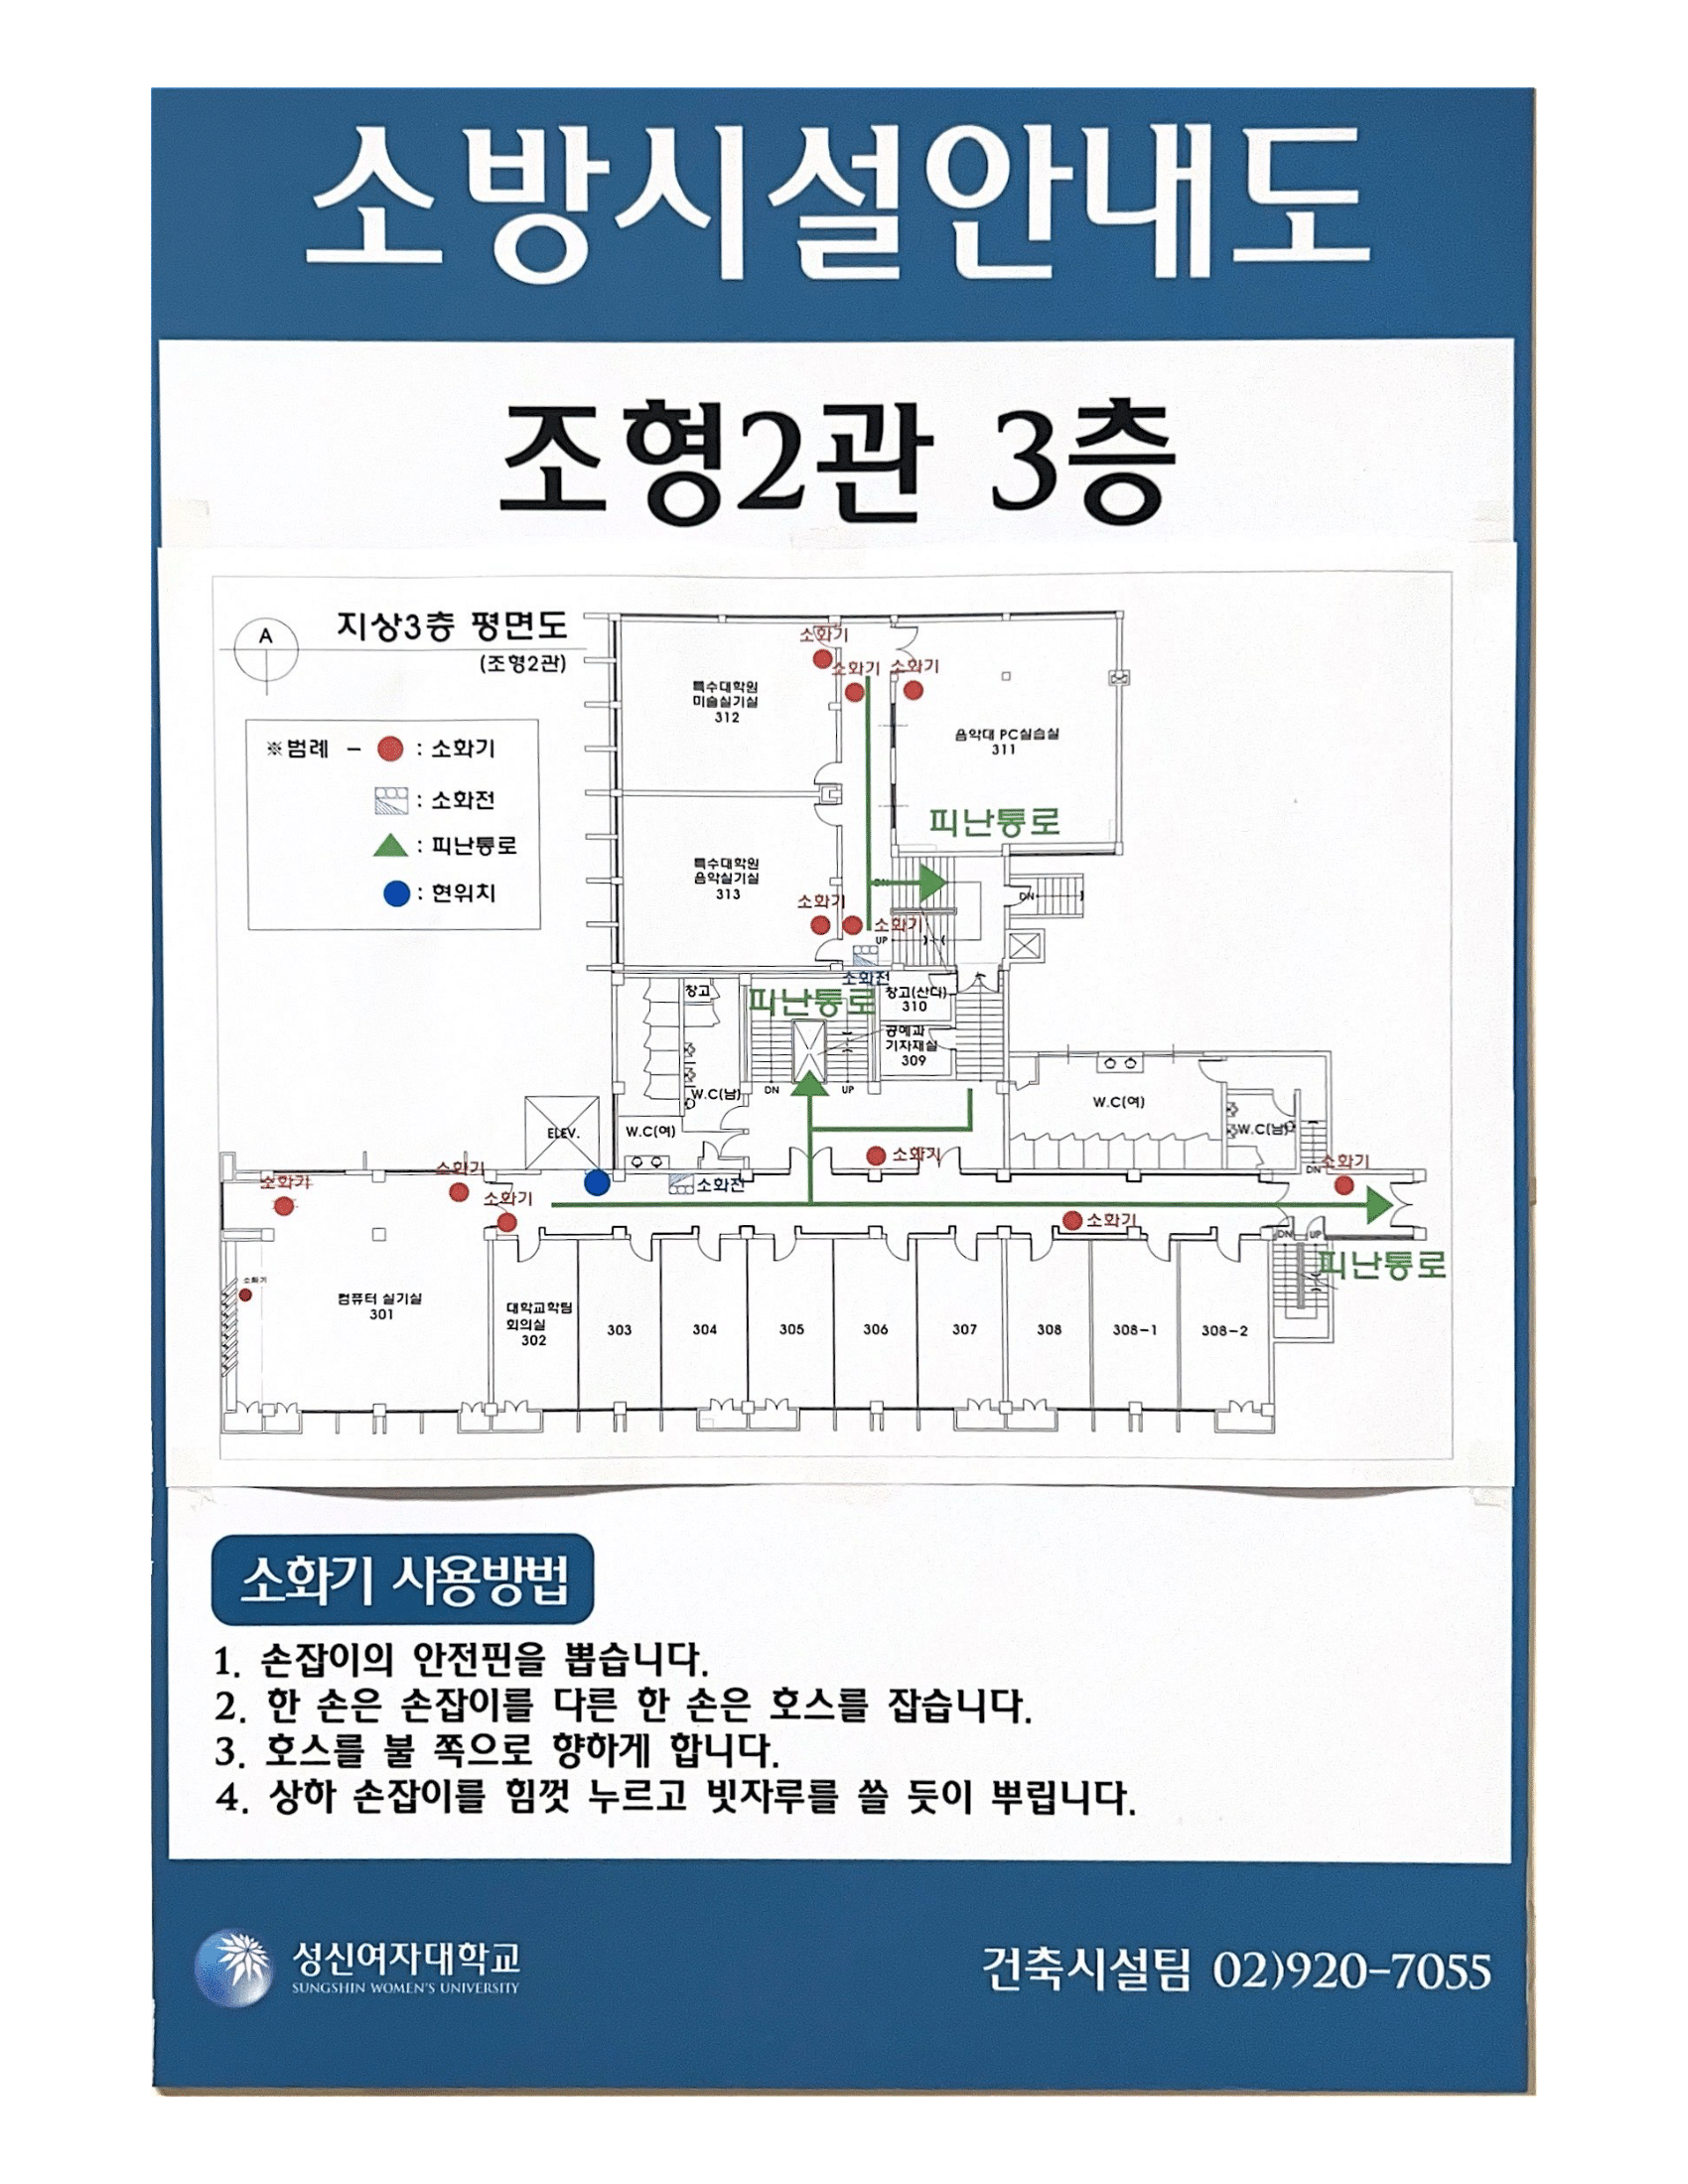 소방시설안내도
조형2관 3층
A
지상3층 평면도
(조형2관)
※범례 - : 소화기
: 소화전
: 피난통로
: 현위치
소화기
소화기
소화기
특수대학원
미술실기실
312
음악대 PC실습실
311
피난통로
특수대학원
음악실기실
313
DN
DN
소화기
소화기
UP
소화전
창고
피난통로
창고(산디)
310
공예과
기자재실
309
W.C(남)
DN
UP
W.C(여)
ELEV.
W.C(여)
W.C(남)
소화기
DN
소화기
소화기
소화기
소화기
소화전
소화기
DN
UP
피난통로
소화기
컴퓨터 실기실
301
대학교학팀
회의실
302
303
304
305
306
307
308
308-1
308-2
소화기 사용방법
1. 손잡이의 안전핀을 뽑습니다.
2. 한 손은 손잡이를 다른 한 손은 호스를 잡습니다.
3. 호스를 불 쪽으로 향하게 합니다.
4. 상하 손잡이를 힘껏 누르고 빗자루를 쓸 듯이 뿌립니다.
성신여자대학교
SUNGSHIN WOMEN'S UNIVERSITY
건축시설팀 02)920-7055